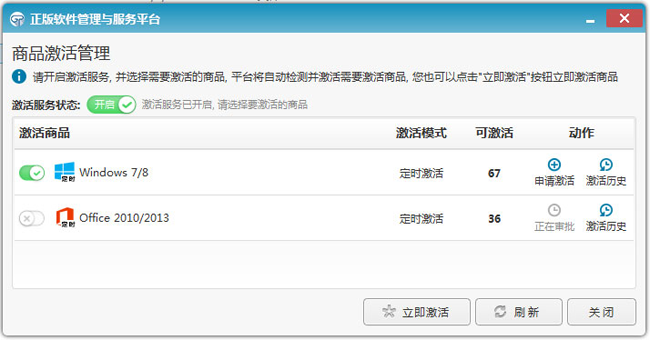 正版软件管理与服务平台
商品激活管理
请开启激活服务, 并选择需要激活的商品, 平台将自动检测并激活需要激活商品, 您也可以点击"立即激活"按钮立即激活商品
激活服务状态: 开启 激活服务已开启, 请选择要激活的商品
激活商品 激活模式 可激活 动作
定时 Windows 7/8 定时激活 67 申请激活 激活历史
定时 Office 2010/2013 定时激活 36 正在审批 激活历史
立即激活 刷新 关闭